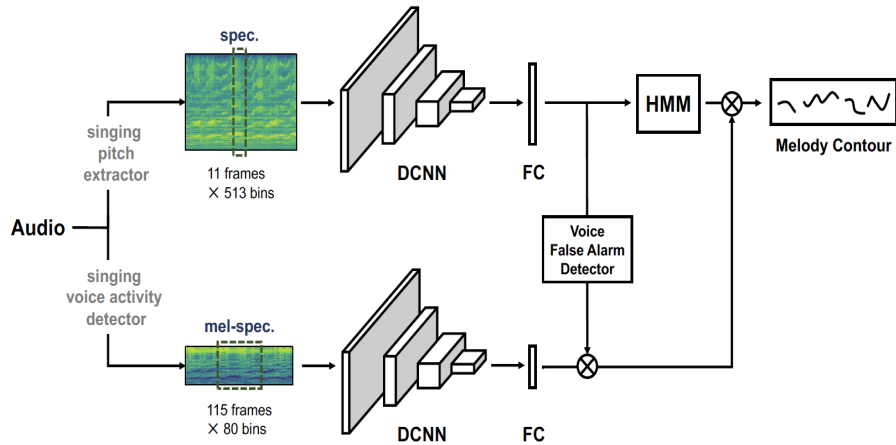 spec.
singing
pitch
extractor
11 frames
× 513 bins
DCNN
FC
HMM
Melody Contour
Audio
Voice
False Alarm
Detector
singing
voice activity
detector
mel-spec.
115 frames
× 80 bins
DCNN
FC